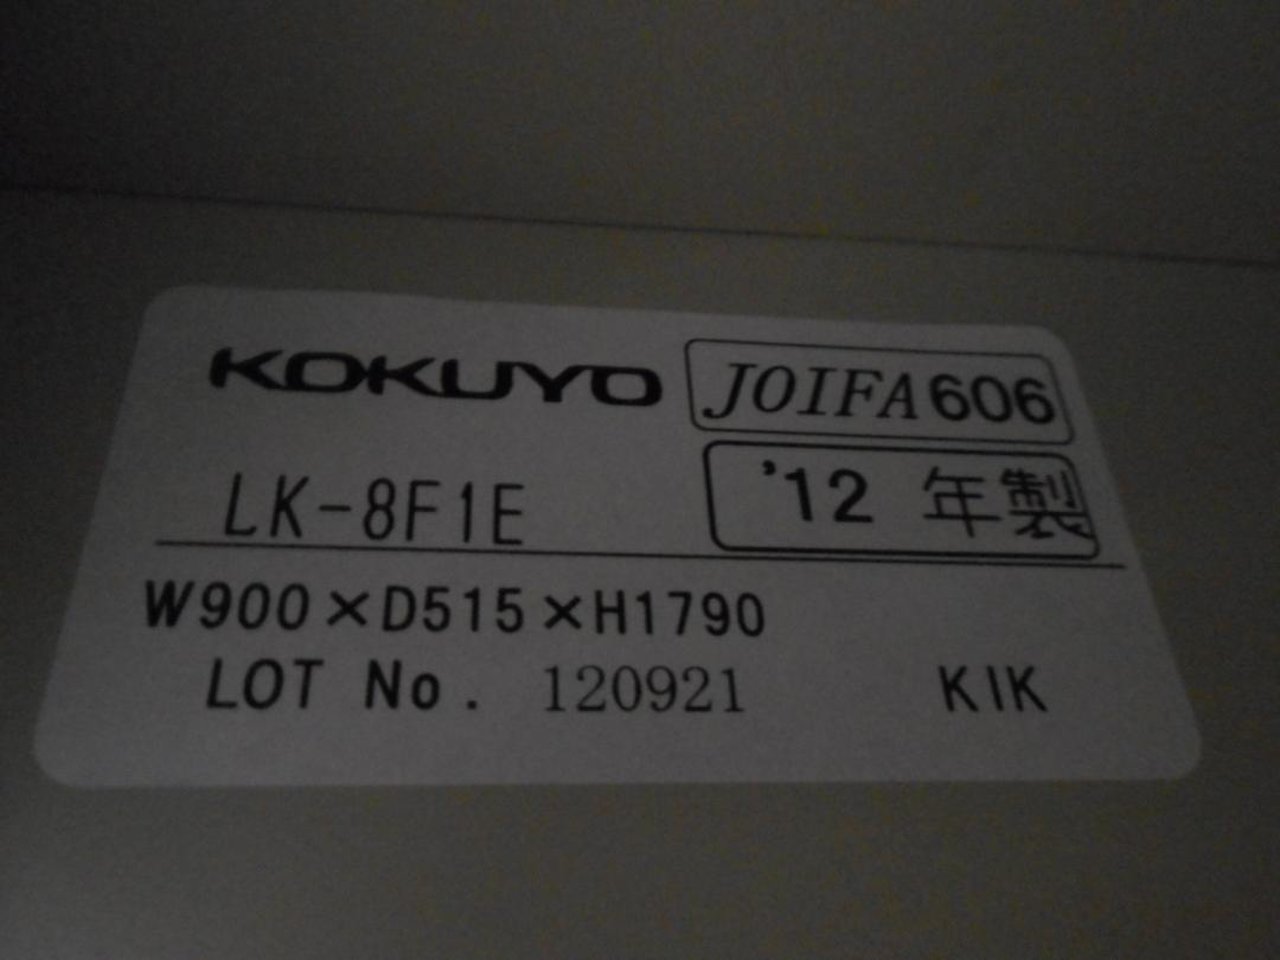 KOKUYO JOIFA606
LK-8F1E '12 年製
W900×D515×H1790
LOT No. 120921 KIK